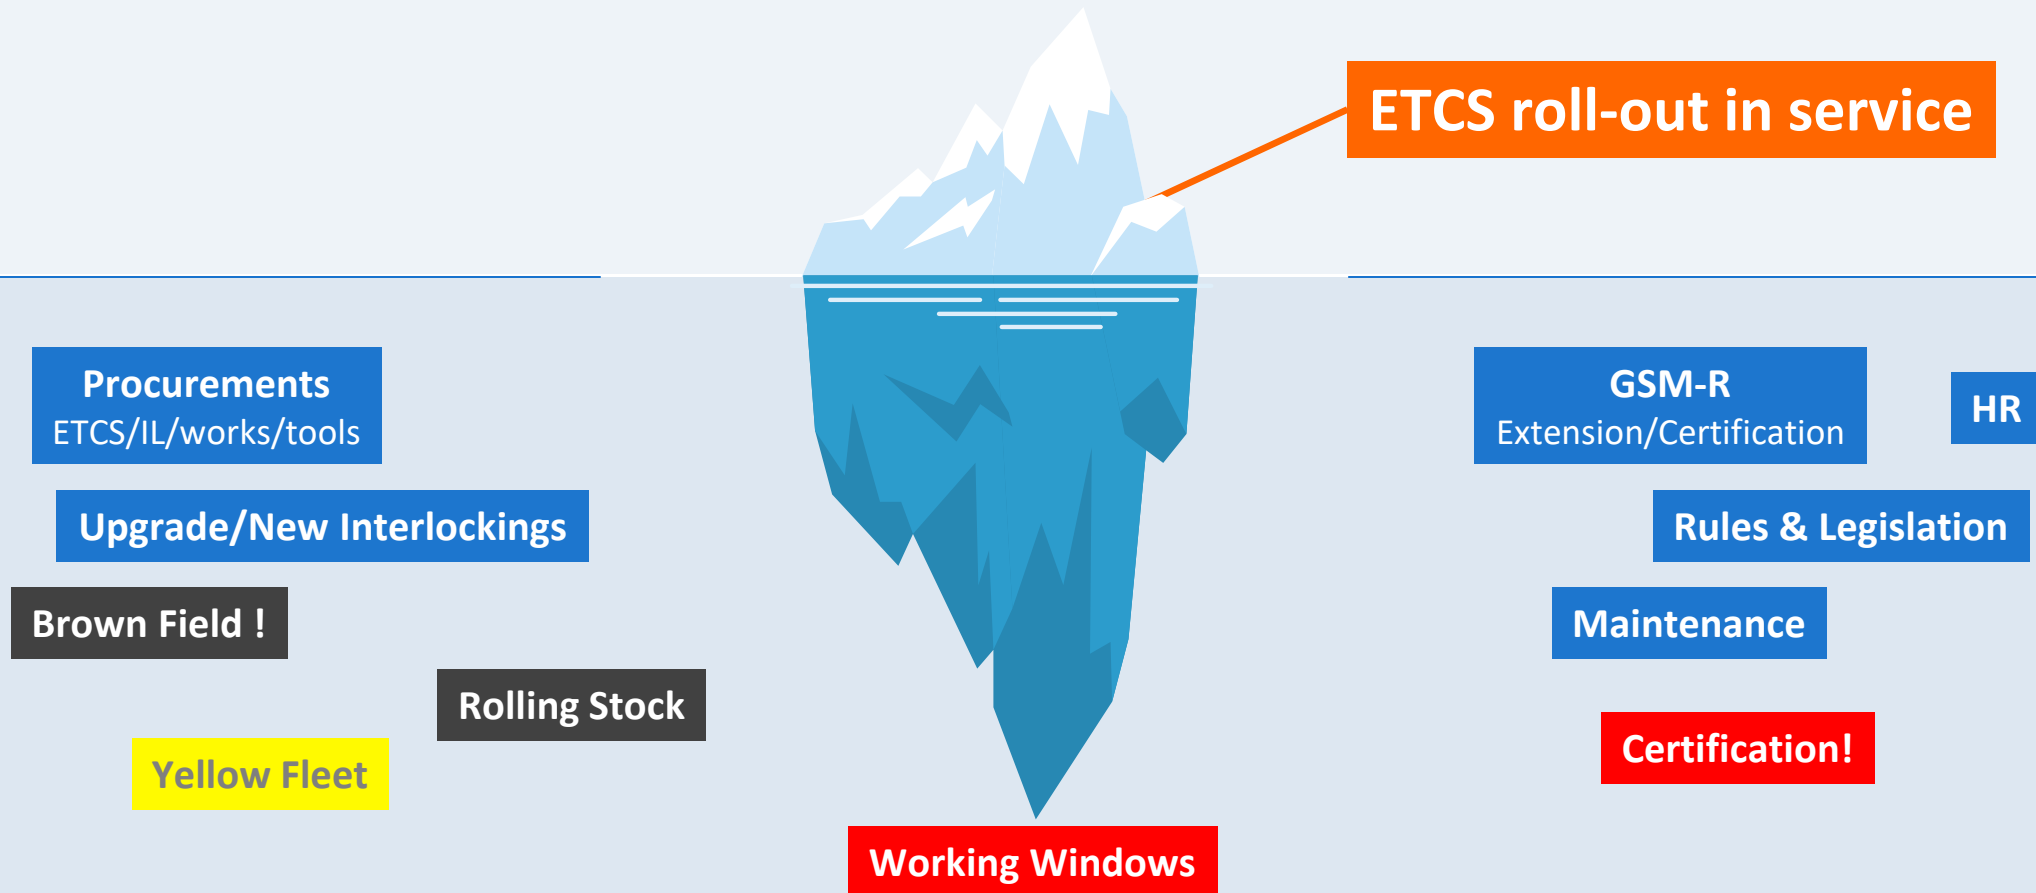 ETCS roll-out in service
Procurements
ETCS/IL/works/tools
GSM-R
Extension/Certification
HR
Upgrade/New Interlockings
Rules & Legislation
Brown Field !
Maintenance
Rolling Stock
Certification!
Yellow Fleet
Working Windows